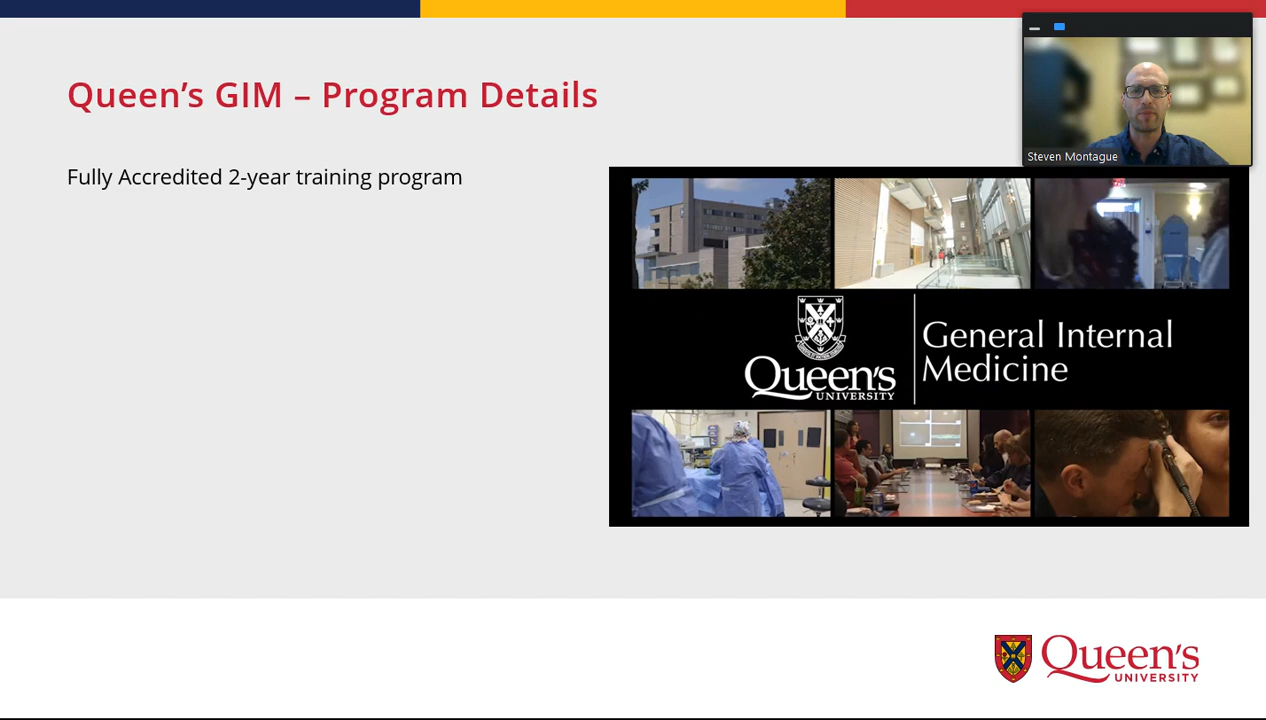 Queen’s GIM – Program Details
Steven Montague
Fully Accredited 2-year training program
General Internal
Medicine
Queen's
UNIVERSITY
Queen's
UNIVERSITY